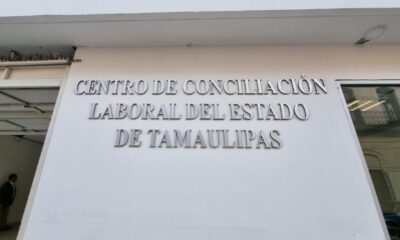 CENTRO DE CONCILIACIÓN
LABORAL DEL ESTADO
DE TAMAULIPAS